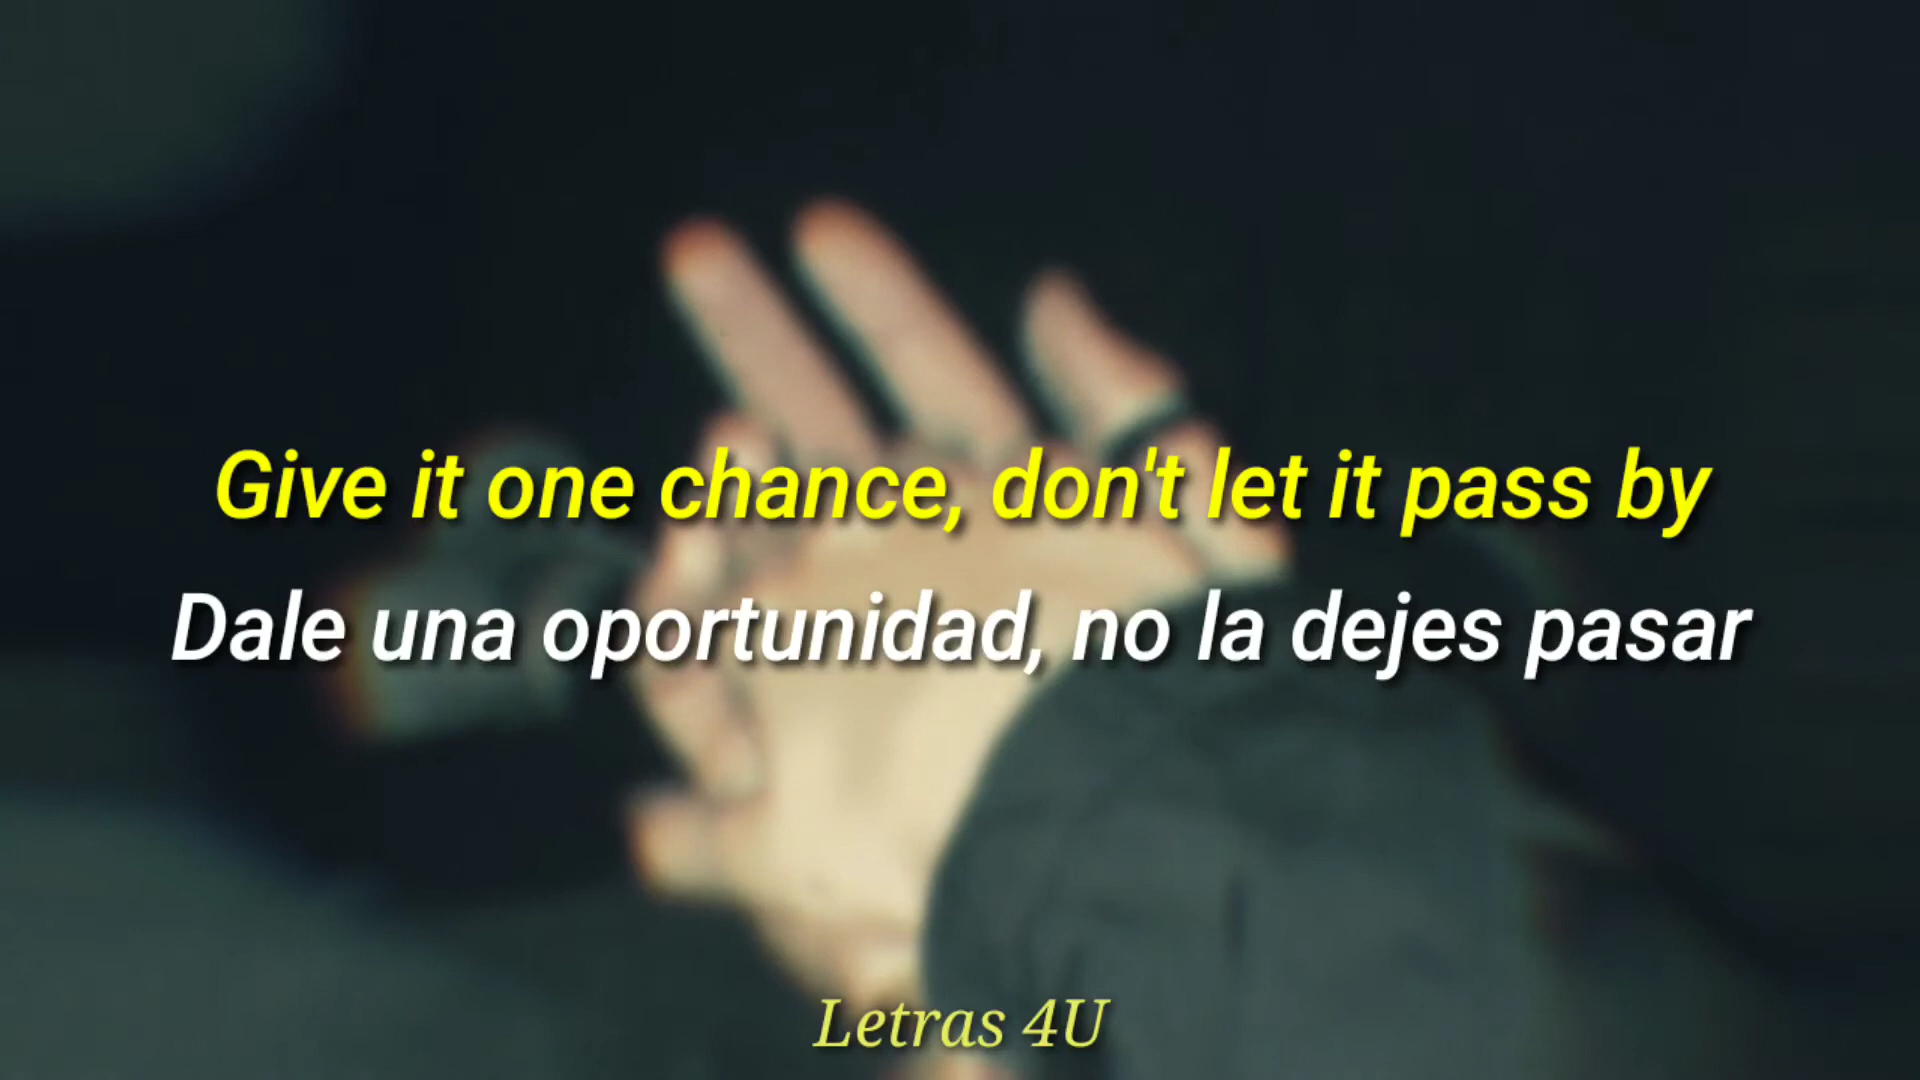 Give it one chance, don't let it pass by
Dale una oportunidad, no la dejes pasar
Letras 4U